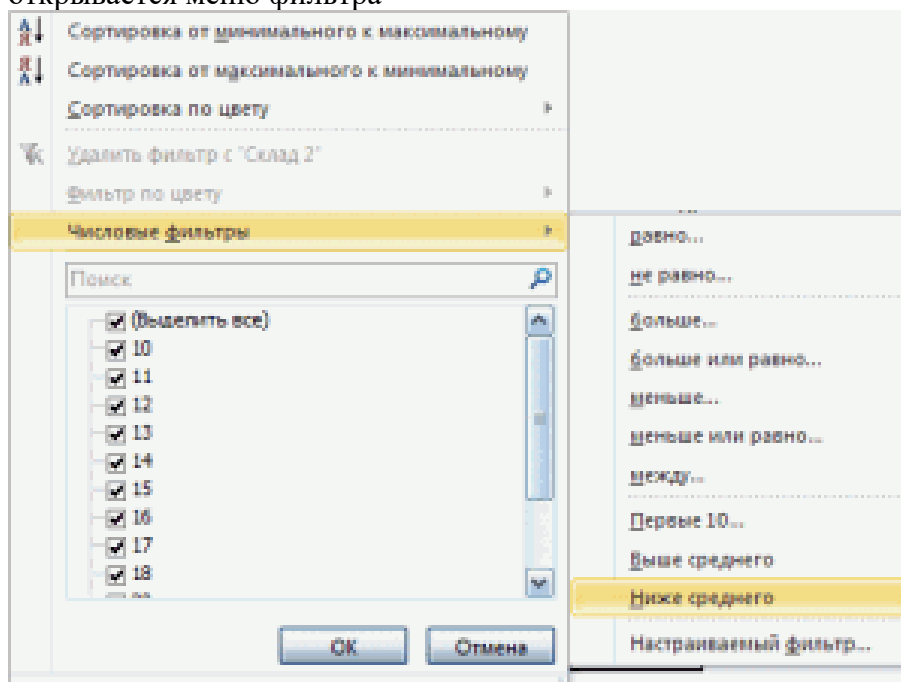 открывается меню фильтра
Сортировка от минимального к максимальному
Сортировка от максимального к минимальному
Сортировка по цвету
Удалить фильтр с "Склад 2"
Фильтр по цвету
Числовые фильтры
Поиск
(Выделить все)
10
11
12
13
14
15
16
17
18
ОК
Отмена
равно...
не равно...
больше...
больше или равно...
меньше...
меньше или равно...
между...
Первые 10...
Выше среднего
Ниже среднего
Настраиваемый фильтр...